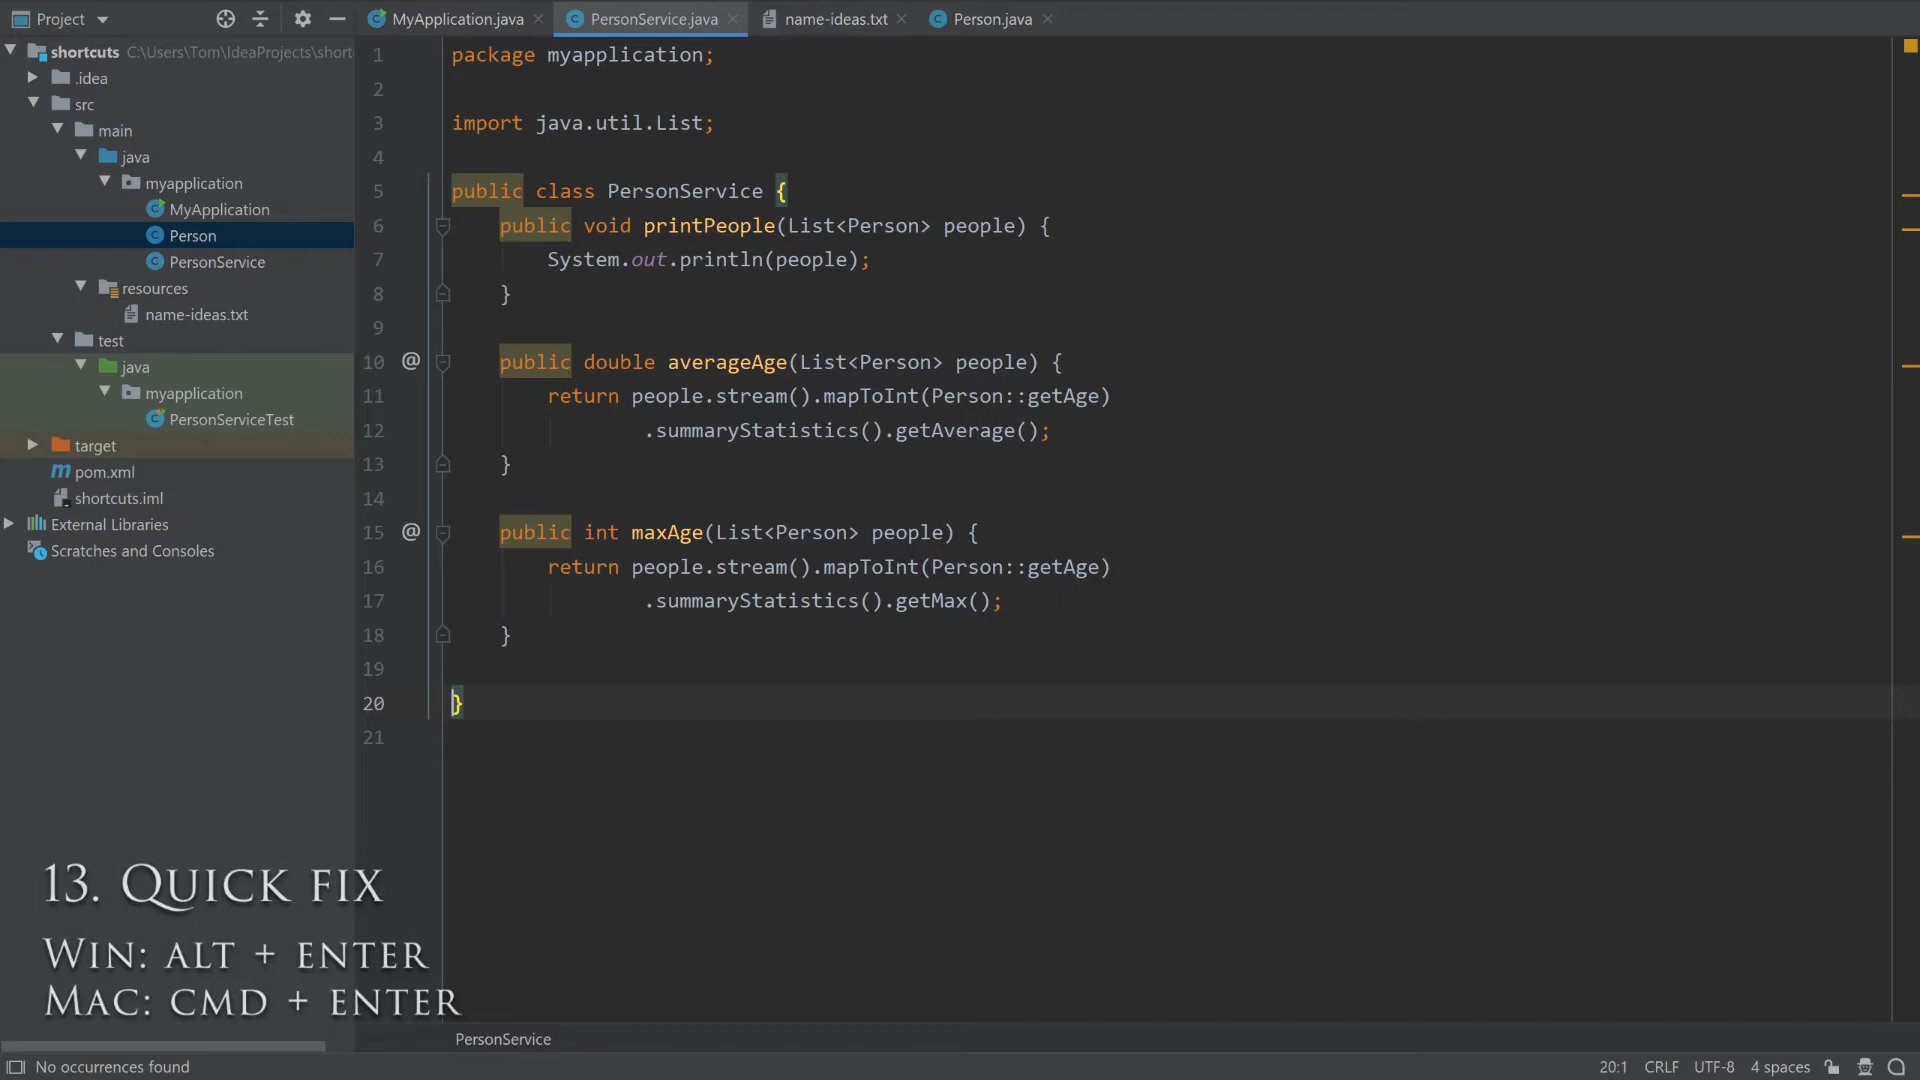 Project
MyApplication.java
PersonService.java
name-ideas.txt
Person.java
shortcuts C:\Users\Tom\IdeaProjects\short
.idea
src
main
java
myapplication
MyApplication
Person
PersonService
resources
name-ideas.txt
test
java
myapplication
PersonServiceTest
target
pom.xml
shortcuts.iml
External Libraries
Scratches and Consoles
1 package myapplication;
2
3 import java.util.List;
4
5 public class PersonService {
6 public void printPeople(List<Person> people) {
7 System.out.println(people);
8 }
9
10 @ public double averageAge(List<Person> people) {
11 return people.stream().mapToInt(Person::getAge)
12 .summaryStatistics().getAverage();
13 }
14
15 @ public int maxAge(List<Person> people) {
16 return people.stream().mapToInt(Person::getAge)
17 .summaryStatistics().getMax();
18 }
19
20 }
21
13. Quick fix
Win: alt + enter
Mac: cmd + enter
PersonService
No occurrences found
20:1 CRLF UTF-8 4 spaces